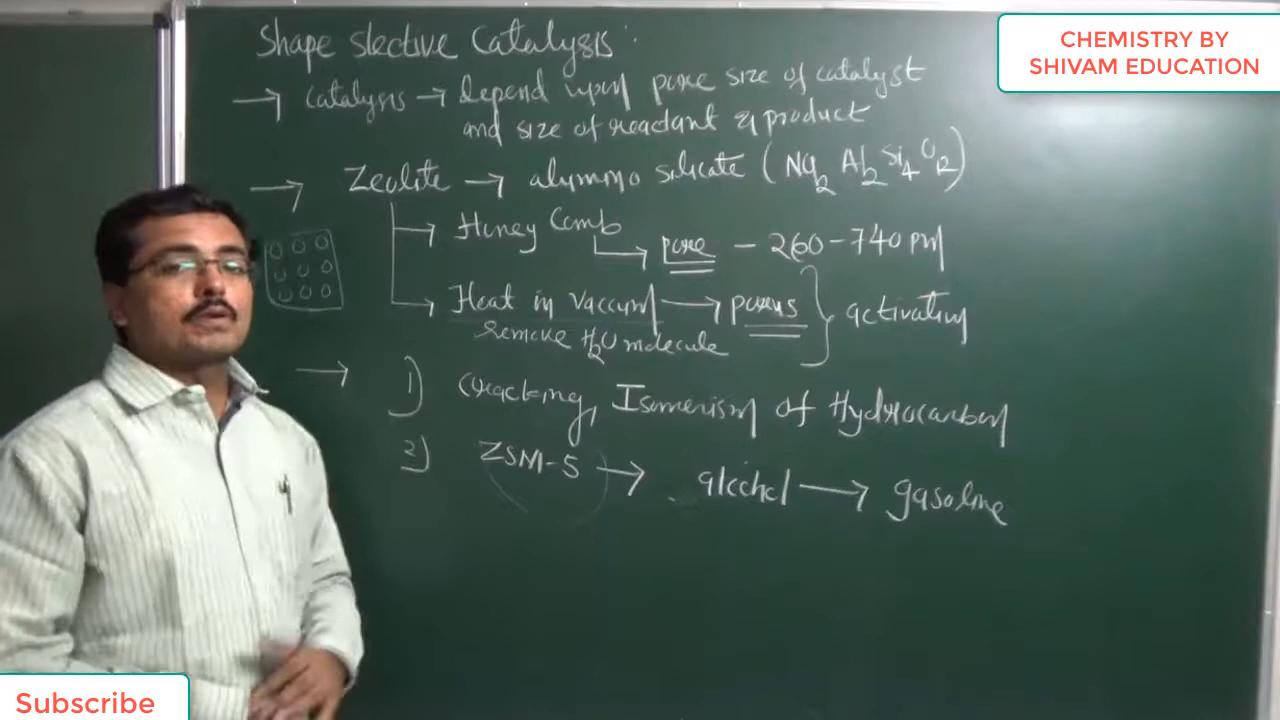 Shape slective Catalysis :
→ Catalysis → depend upon pore size of catalyst
and size of reactant & product
→ Zeolite → alummo silicate (Na2 Al2 Si4 O12)
→ Honey Comb
→ pore – 260–740 pm
→ Heat in vaccum → porous } activating
remove H2O molecule
→ 1) Cracking, Isomerism of Hydrocarbon
2) ZSM-5 → alcohol → gasoline
CHEMISTRY BY
SHIVAM EDUCATION
Subscribe